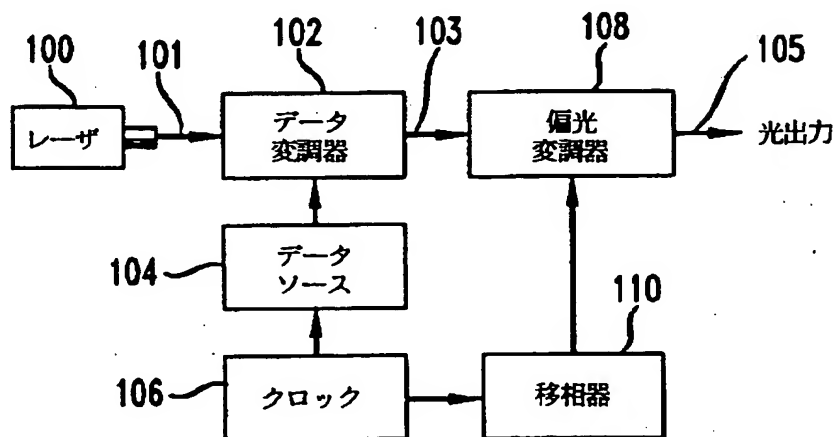 100
101
102
103
108
105
レーザ
データ
変調器
偏光
変調器
光出力
104
データ
ソース
110
106
クロック
移相器